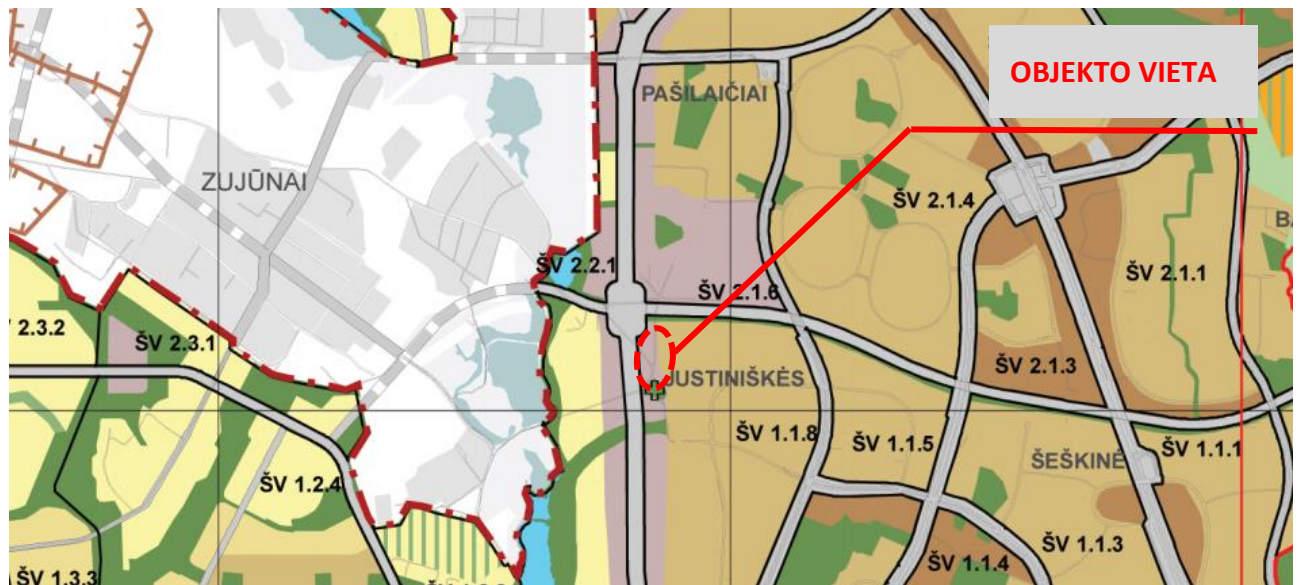 OBJEKTO VIETA
PAŠILAIČIAI
ZUJŪNAI
ŠV 2.1.4
ŠV 2.2.1
ŠV 2.1.1
ŠV 2.1.6
2.3.2
ŠV 2.3.1
ŠV 2.1.3
JUSTINIŠKĖS
ŠV 1.1.8
ŠV 1.1.5
ŠV 1.1.1
ŠEŠKINĖ
ŠV 1.2.4
ŠV 1.1.3
ŠV 1.1.4
ŠV 1.3.3